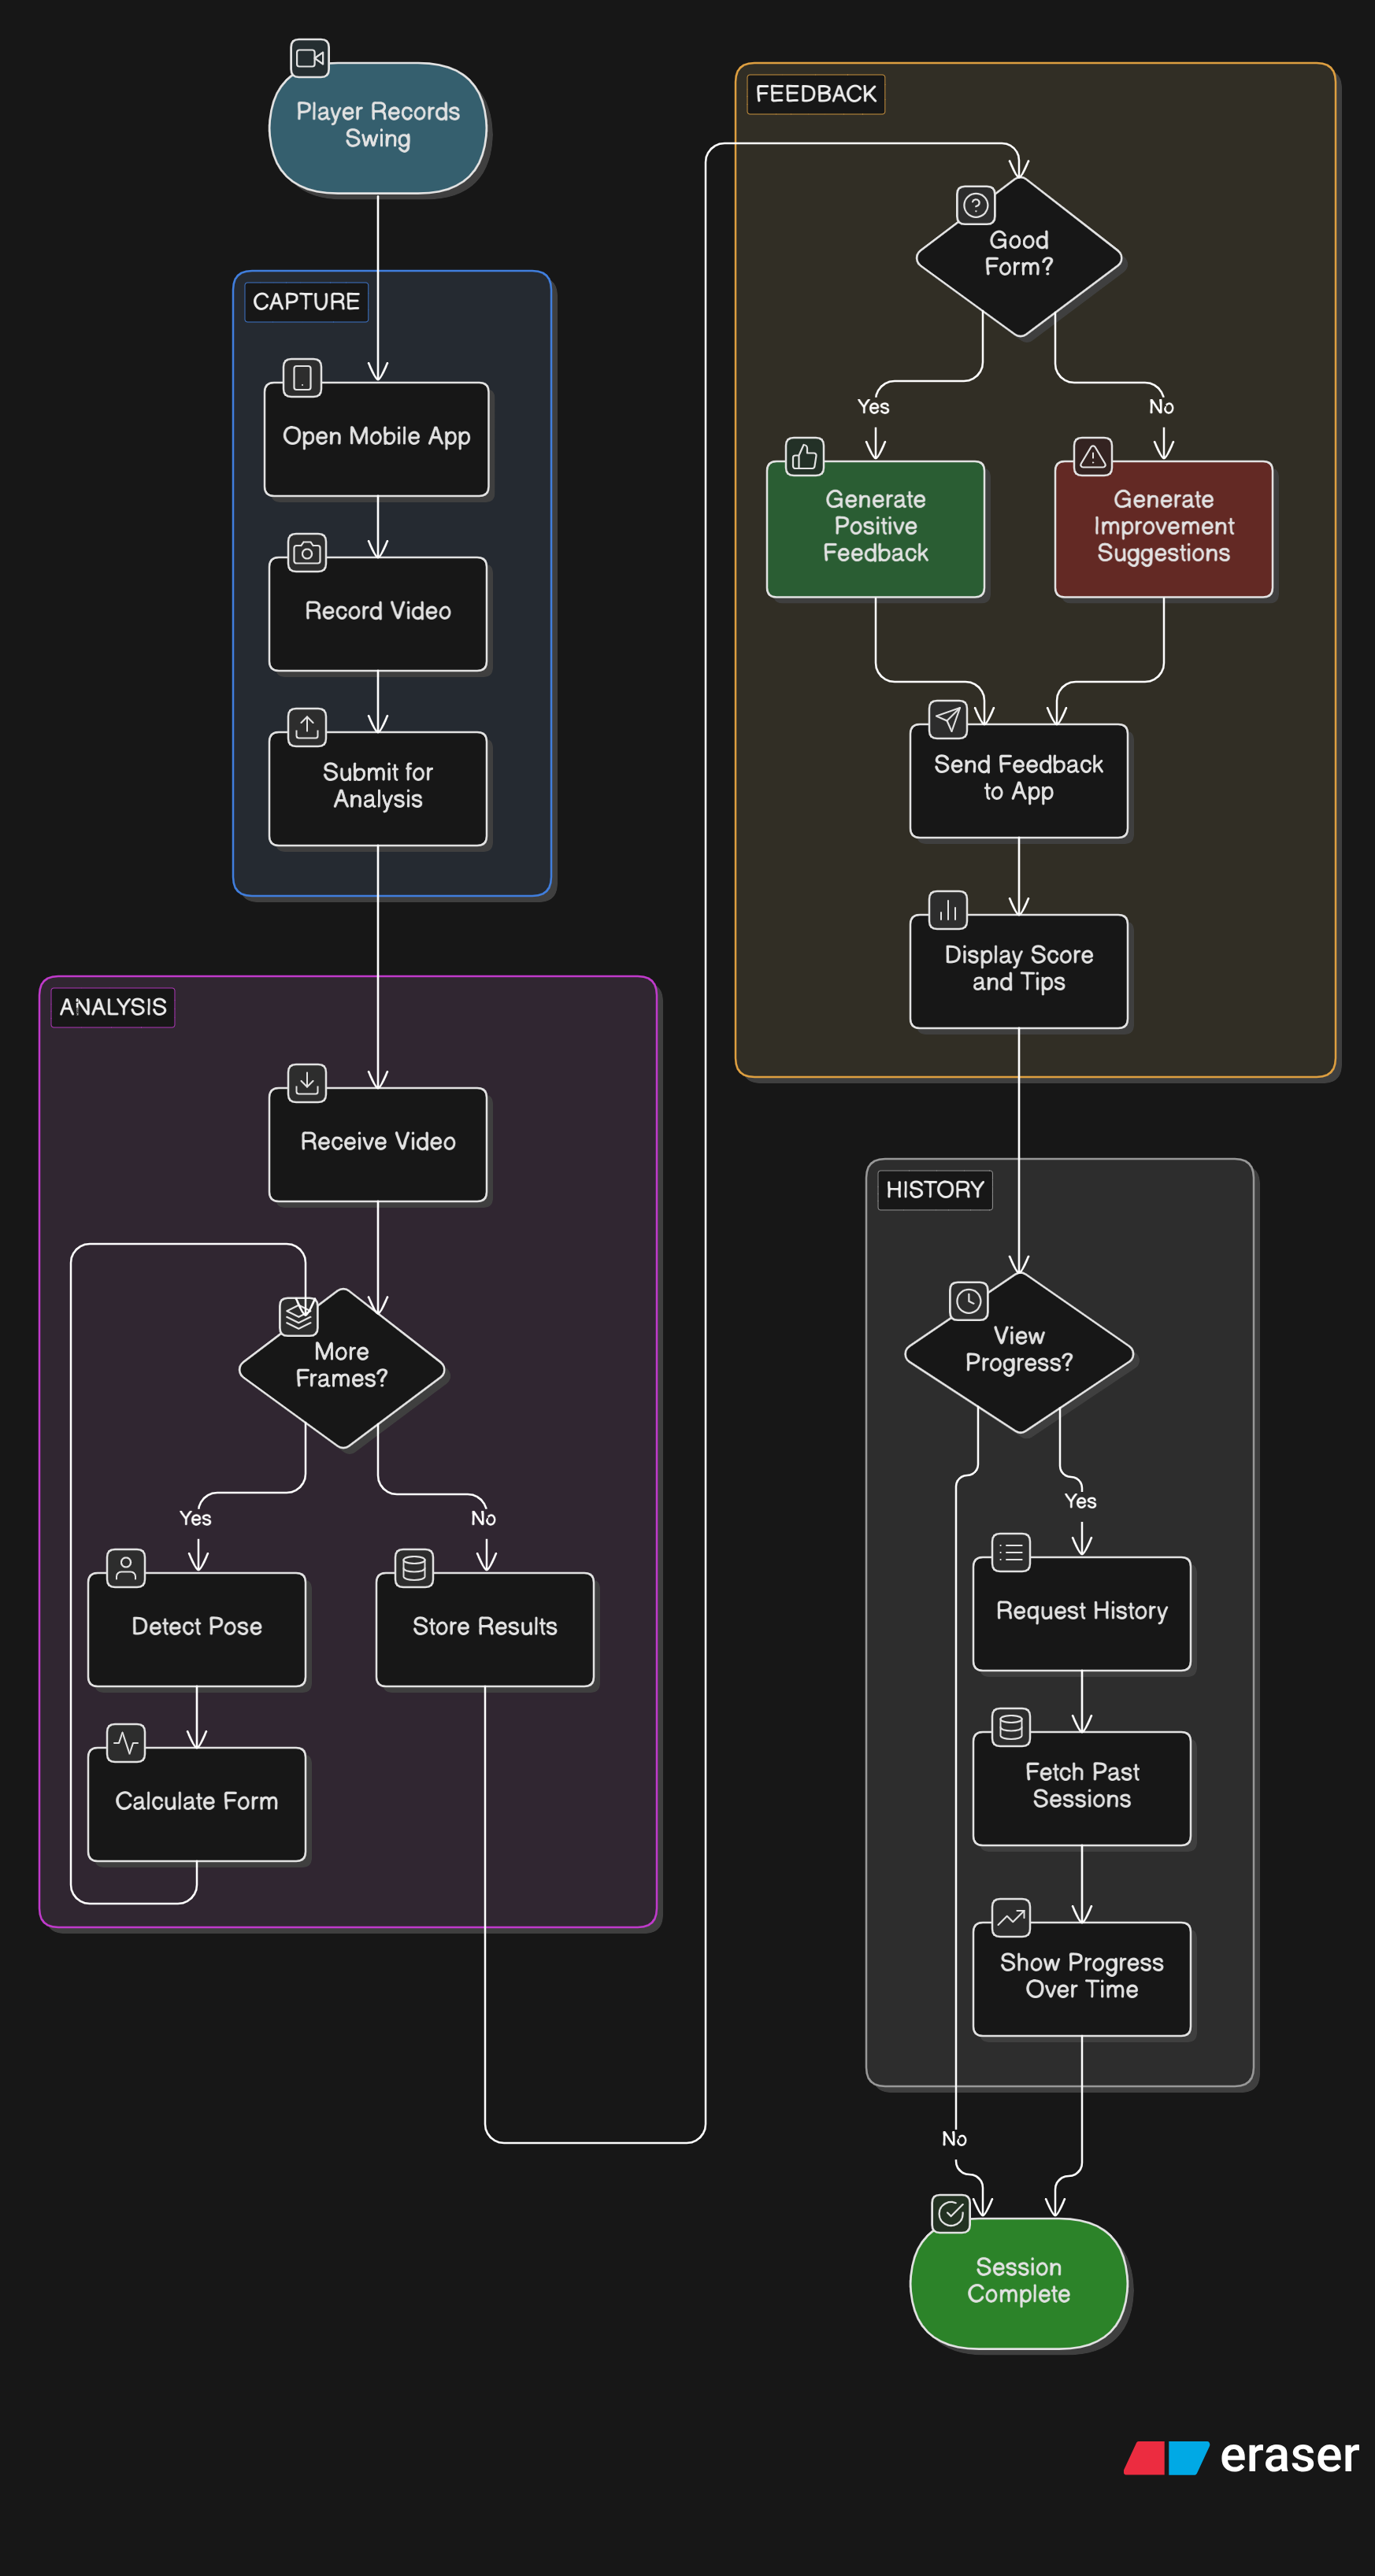 Player Records
Swing
CAPTURE
Open Mobile App
Record Video
Submit for
Analysis
ANALYSIS
Receive Video
More
Frames?
Yes
No
Detect Pose
Store Results
Calculate Form
FEEDBACK
Good
Form?
Yes
No
Generate
Positive
Feedback
Generate
Improvement
Suggestions
Send Feedback
to App
Display Score
and Tips
HISTORY
View
Progress?
Yes
Request History
Fetch Past
Sessions
Show Progress
Over Time
No
Session
Complete
eraser